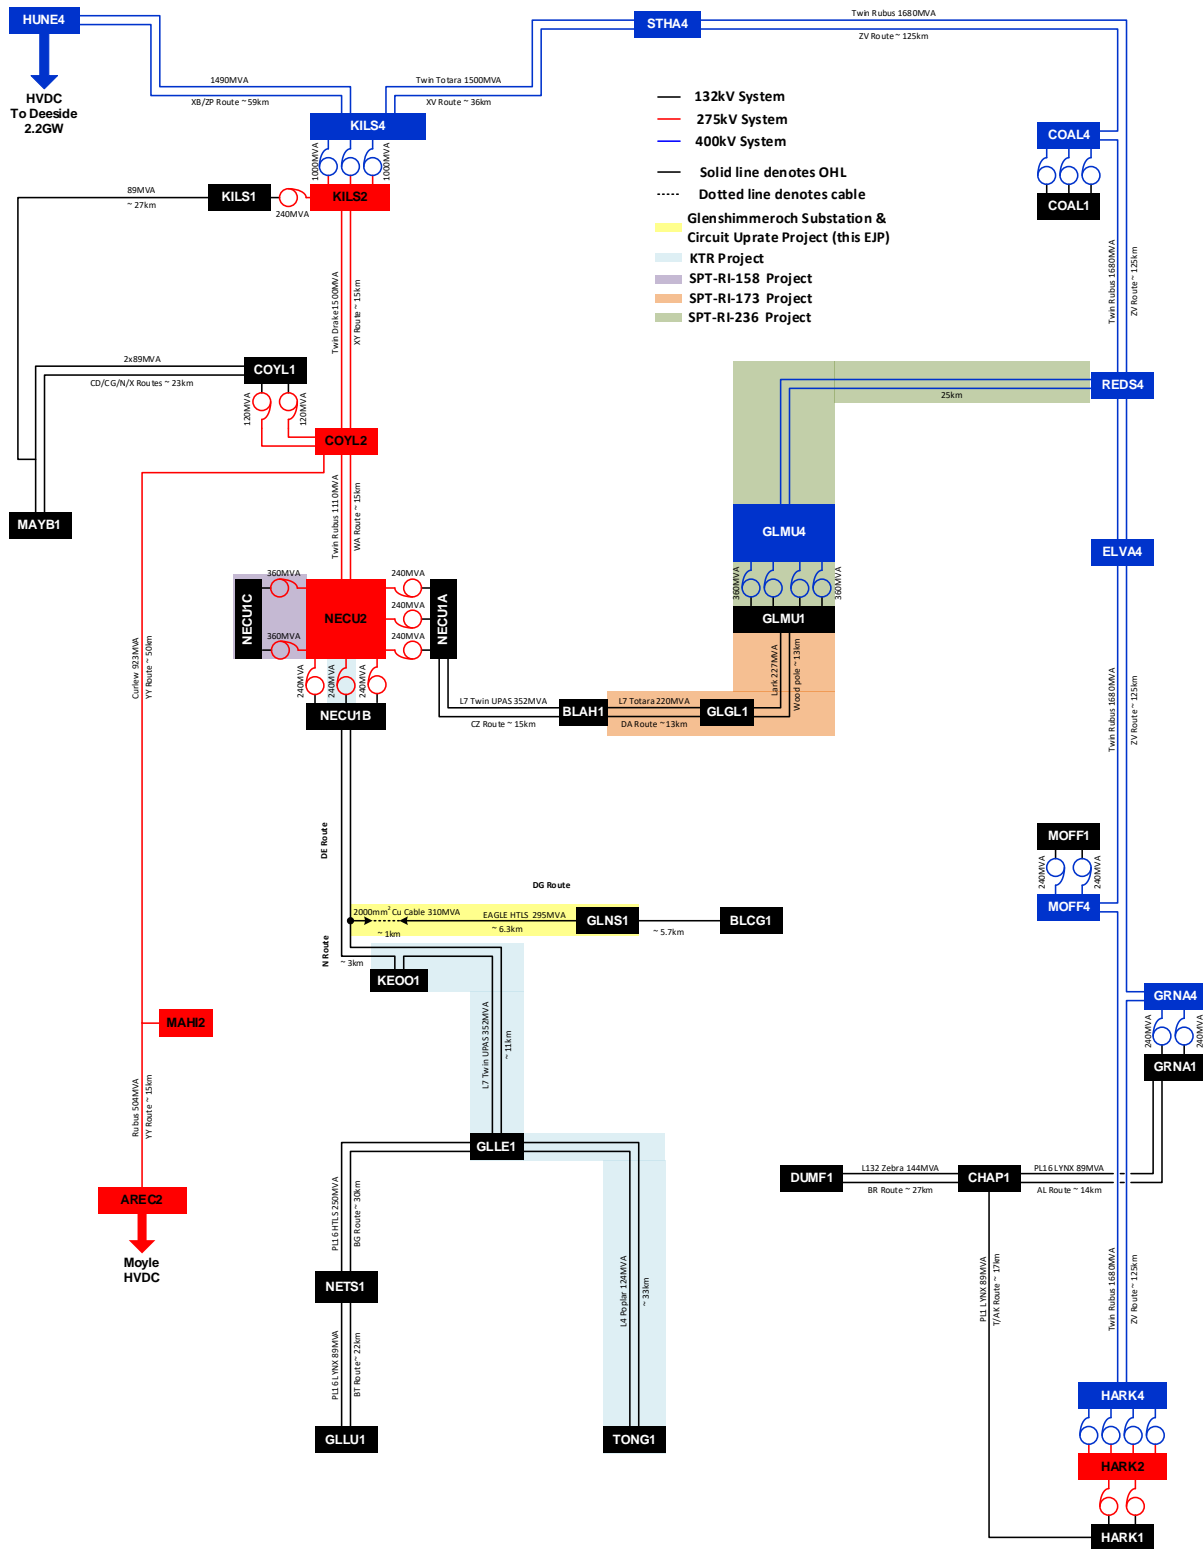 HUNE4
HVDC
To Deeside
2.2GW
1490MVA
XB/ZP Route ~ 59km
Twin Totara 1500MVA
XV Route ~ 36km
STHA4
Twin Rubus 1680MVA
ZV Route ~ 125km
KILS4
1000MVA
1000MVA
KILS2
KILS1
240MVA
89MVA
~ 27km
132kV System
275kV System
400kV System
Solid line denotes OHL
Dotted line denotes cable
Glenshimmeroch Substation &
Circuit Uprate Project (this EJP)
KTR Project
SPT-RI-158 Project
SPT-RI-173 Project
SPT-RI-236 Project
COAL4
COAL1
Twin Rubus 1680MVA
ZV Route ~ 125km
Twin Drake 1500MVA
XY Route ~ 15km
2x89MVA
CD/CG/N/X Routes ~ 23km
COYL1
120MVA
120MVA
COYL2
MAYB1
Twin Rubus 1110MVA
WA Route ~ 15km
REDS4
25km
GLMU4
360MVA
360MVA
GLMU1
ELVA4
NECU1C
360MVA
360MVA
NECU2
240MVA
240MVA
240MVA
NECU1A
240MVA
240MVA
240MVA
NECU1B
L7 Twin UPAS 352MVA
CZ Route ~ 15km
BLAH1
L7 Totara 220MVA
DA Route ~ 13km
GLGL1
Lark 227MVA
Wood pole ~ 13km
Curlew 923MVA
YY Route ~ 50km
Twin Rubus 1680MVA
ZV Route ~ 125km
MOFF1
240MVA
240MVA
MOFF4
DE Route
DG Route
2000mm² Cu Cable 310MVA
~ 1km
EAGLE HTLS 295MVA
~ 6.3km
GLNS1
~ 5.7km
BLCG1
N Route
~ 3km
KEOO1
L7 Twin UPAS 352MVA
~ 11km
MAHI2
Rubus 504MVA
YY Route ~ 15km
GRNA4
240MVA
240MVA
GRNA1
GLLE1
DUMF1
L132 Zebra 144MVA
BR Route ~ 27km
CHAP1
PL16 LYNX 89MVA
AL Route ~ 14km
AREC2
Moyle
HVDC
PL16 HTLS 250MVA
BG Route ~ 30km
NETS1
PL16 LYNX 89MVA
BT Route ~ 22km
GLLU1
L4 Poplar 124MVA
~ 33km
TONG1
PL1 LYNX 89MVA
T/AK Route ~ 17km
Twin Rubus 1680MVA
ZV Route ~ 125km
HARK4
HARK2
HARK1